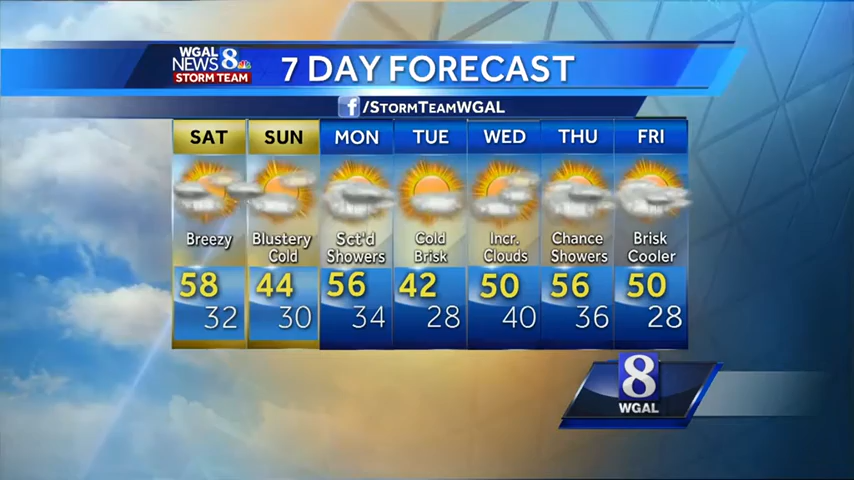 WGAL
NEWS 8
STORM TEAM
7 DAY FORECAST
f /STORMTEAMWGAL
SAT SUN MON TUE WED THU FRI
Breezy Blustery Cold Sct'd Showers Cold Brisk Incr. Clouds Chance Showers Brisk Cooler
58 44 56 42 50 56 50
32 30 34 28 40 36 28
8
WGAL